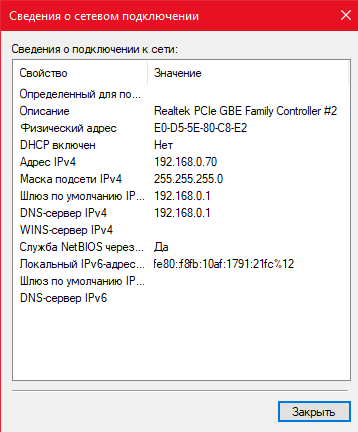 Сведения о сетевом подключении
Сведения о подключении к сети:
Свойство Значение
Определенный для по...
Описание Realtek PCIe GBE Family Controller #2
Физический адрес E0-D5-5E-80-C8-E2
DHCP включен Нет
Адрес IPv4 192.168.0.70
Маска подсети IPv4 255.255.255.0
Шлюз по умолчанию IP... 192.168.0.1
DNS-сервер IPv4 192.168.0.1
WINS-сервер IPv4
Служба NetBIOS через... Да
Локальный IPv6-адрес... fe80::f8fb:10af:1791:21fc%12
Шлюз по умолчанию IP...
DNS-сервер IPv6
Закрыть